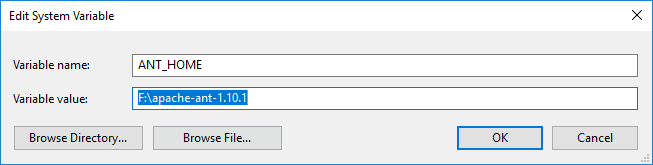 Edit System Variable
Variable name: ANT_HOME
Variable value: F:\apache-ant-1.10.1
Browse Directory... Browse File... OK Cancel